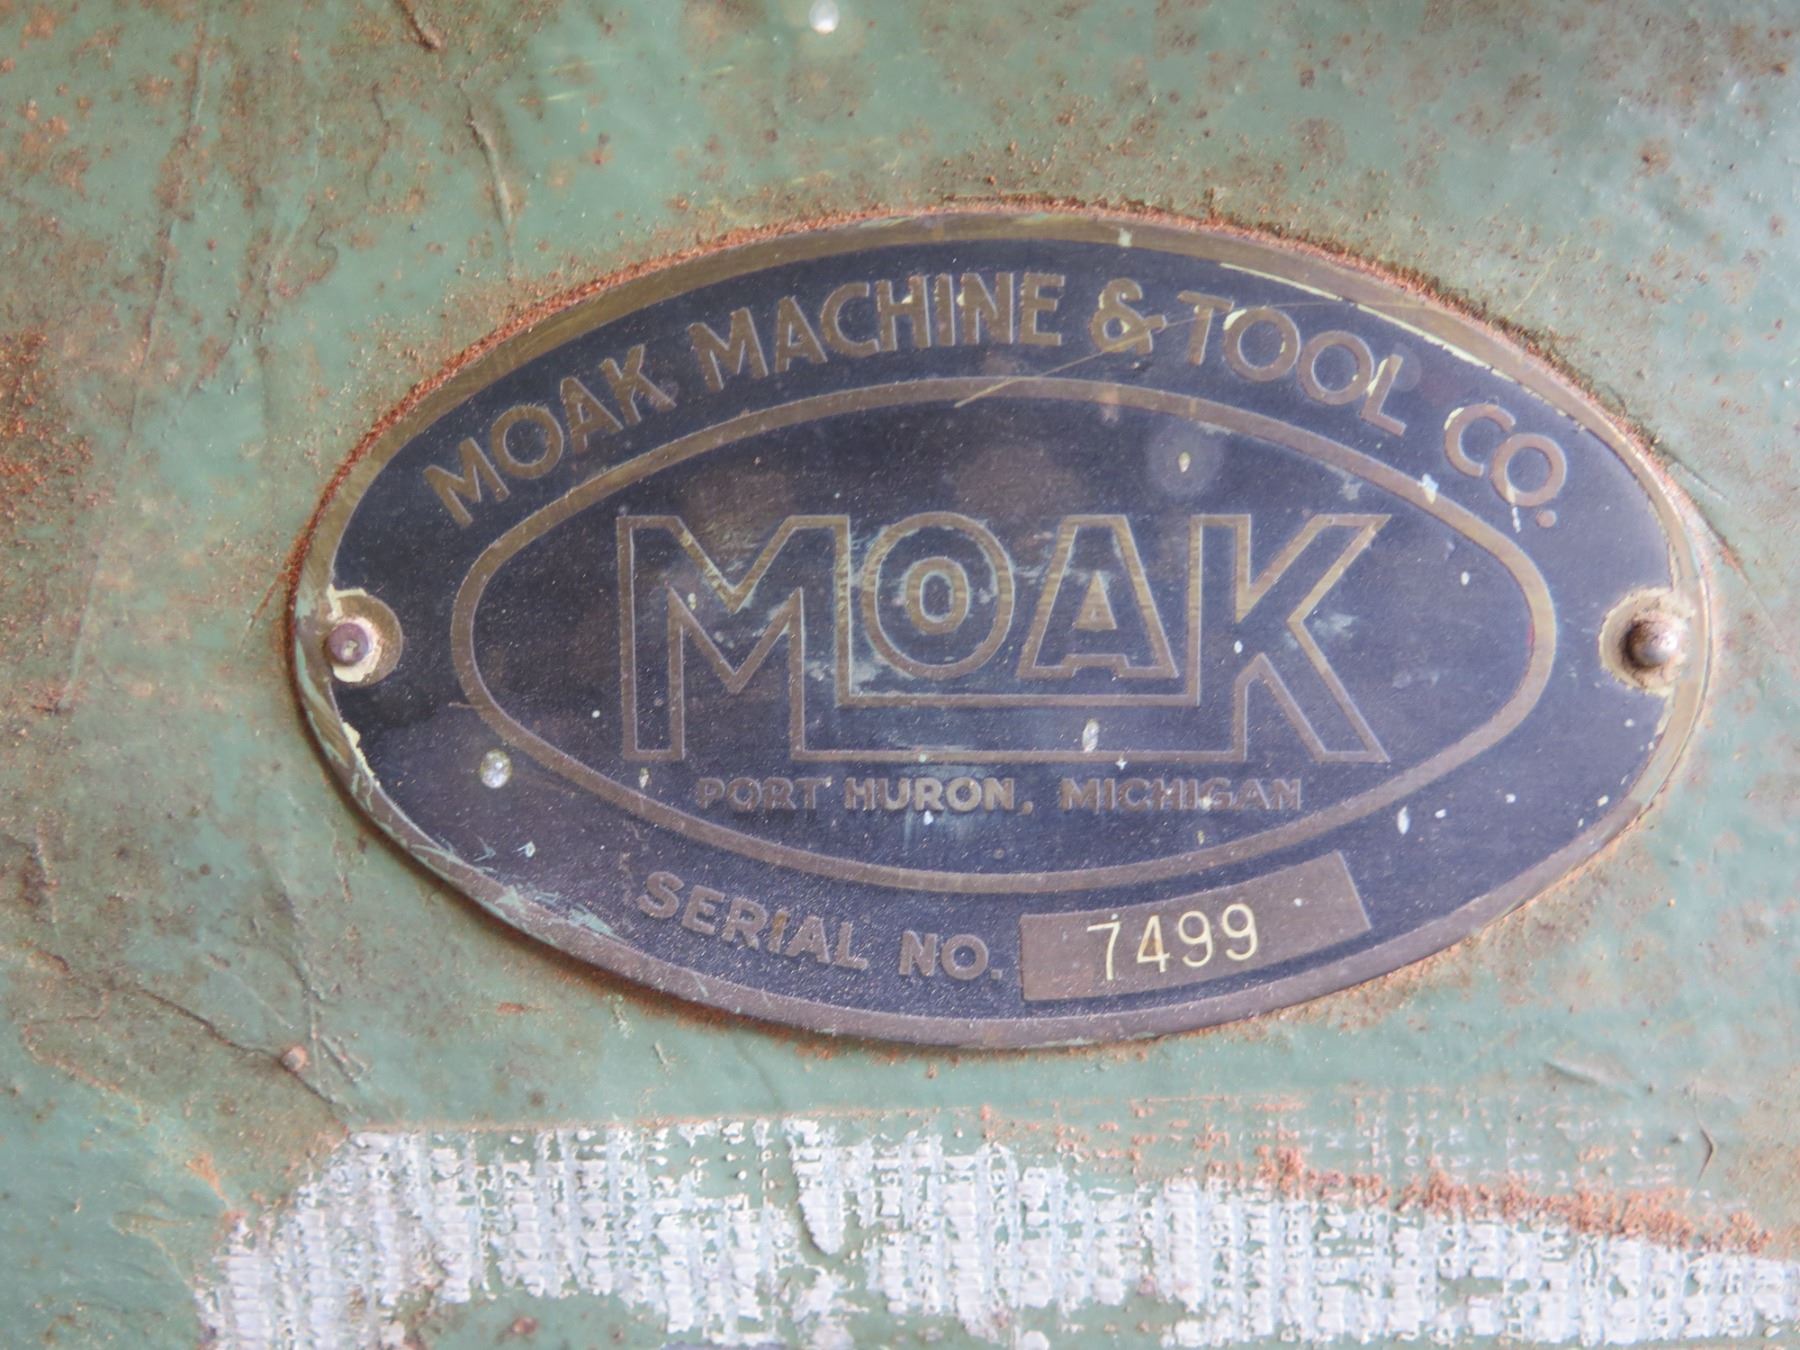 MOAK MACHINE & TOOL CO.
MOAK
PORT HURON, MICHIGAN
SERIAL NO. 7499